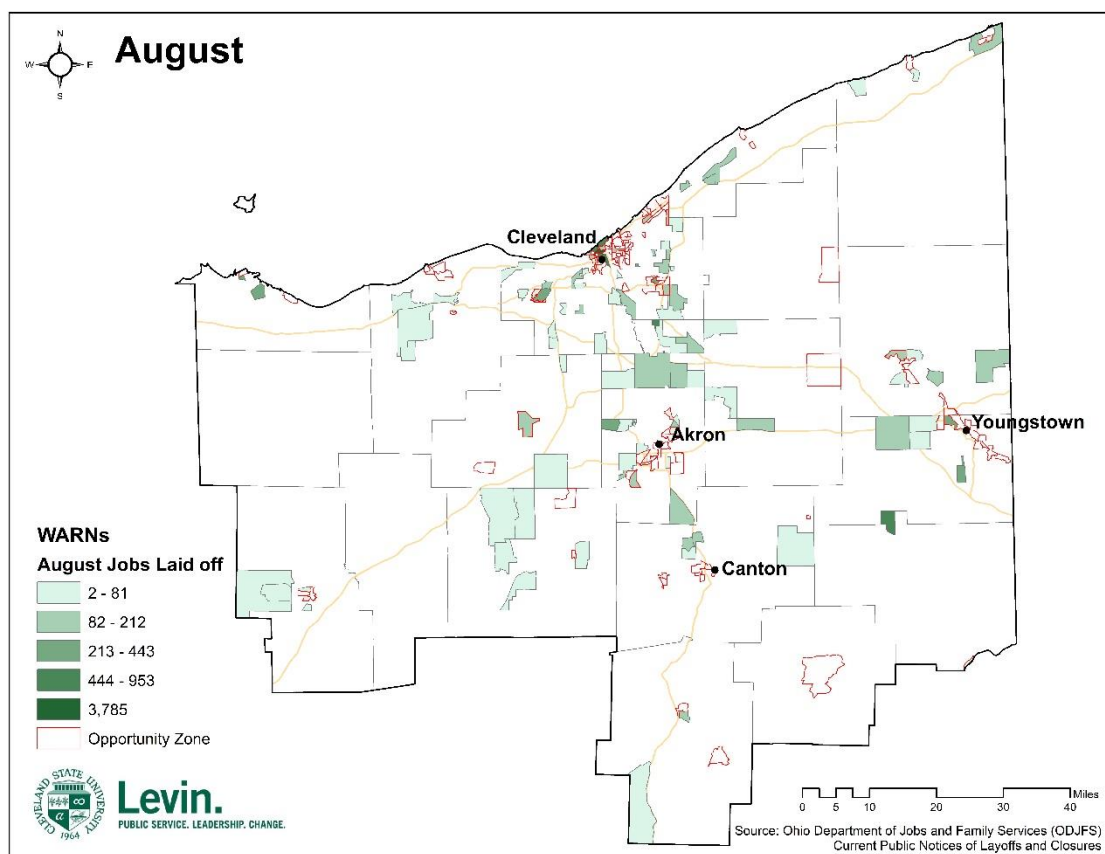 August
N
W E
S
Cleveland
Akron
Youngstown
Canton
WARNs
August Jobs Laid off
2 - 81
82 - 212
213 - 443
444 - 953
3,785
Opportunity Zone
CLEVELAND STATE UNIVERSITY
1964
Levin.
PUBLIC SERVICE. LEADERSHIP. CHANGE.
Miles
0 5 10 20 30 40
Source: Ohio Department of Jobs and Family Services (ODJFS)
Current Public Notices of Layoffs and Closures